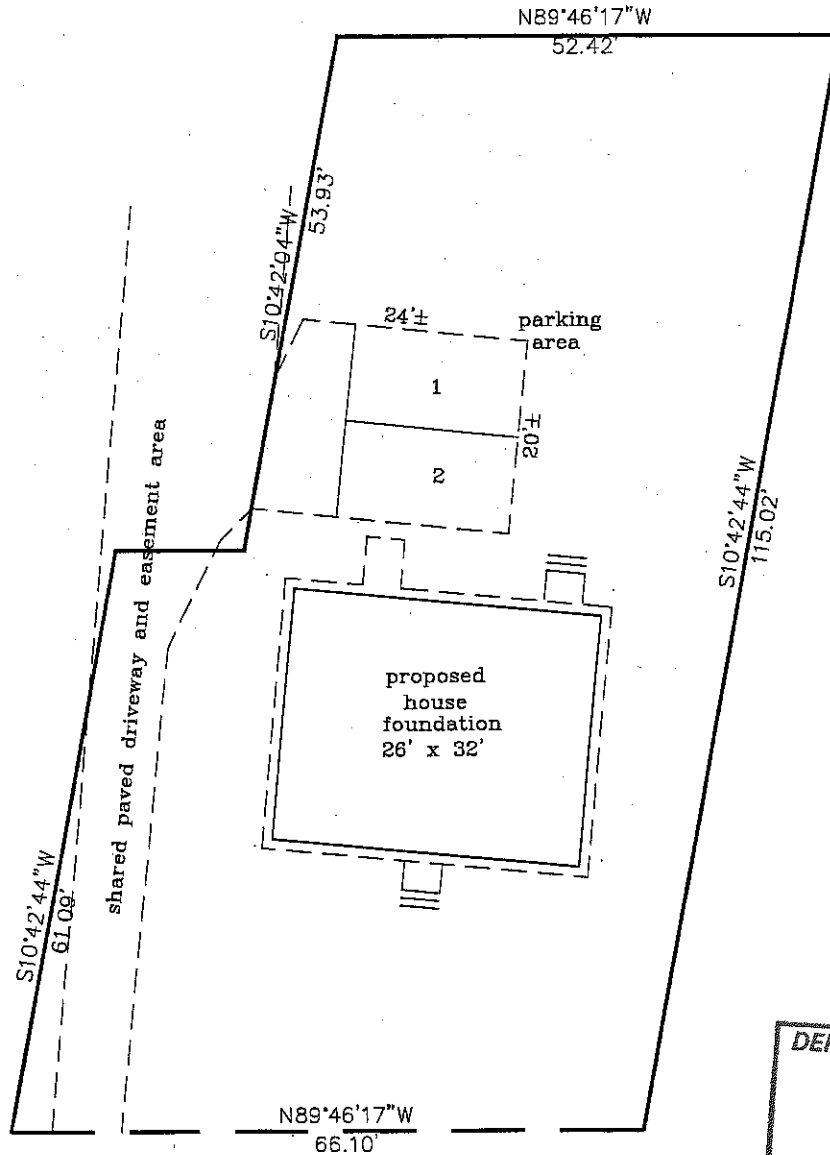 N89°46'17"W
52.42'
S10°42'04"W
53.93'
24'±
parking
area
1
20'±
2
shared paved driveway and easement area
S10°42'44"W
115.02'
proposed
house
foundation
26' x 32'
S10°42'44"W
61.09'
N89°46'17"W
66.10'